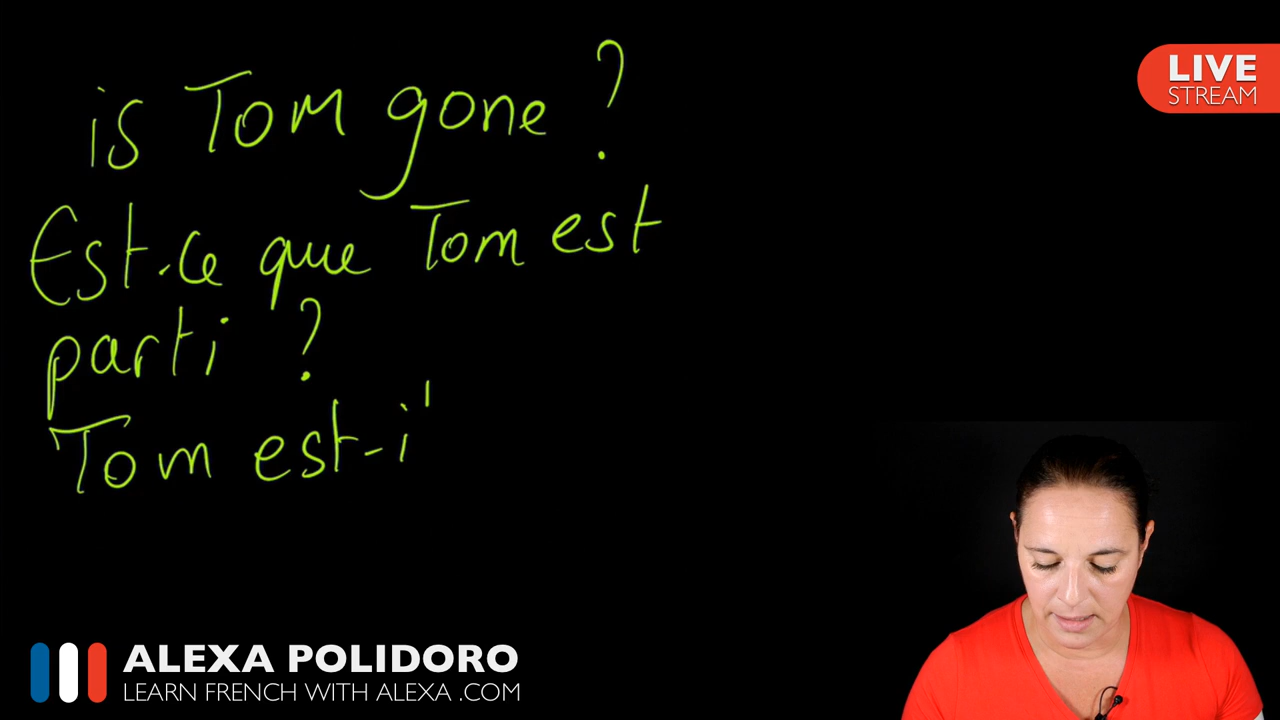 is Tom gone ?
LIVE
STREAM
Est-ce que Tom est
parti ?
Tom est-i'
ALEXA POLIDORO
LEARN FRENCH WITH ALEXA .COM